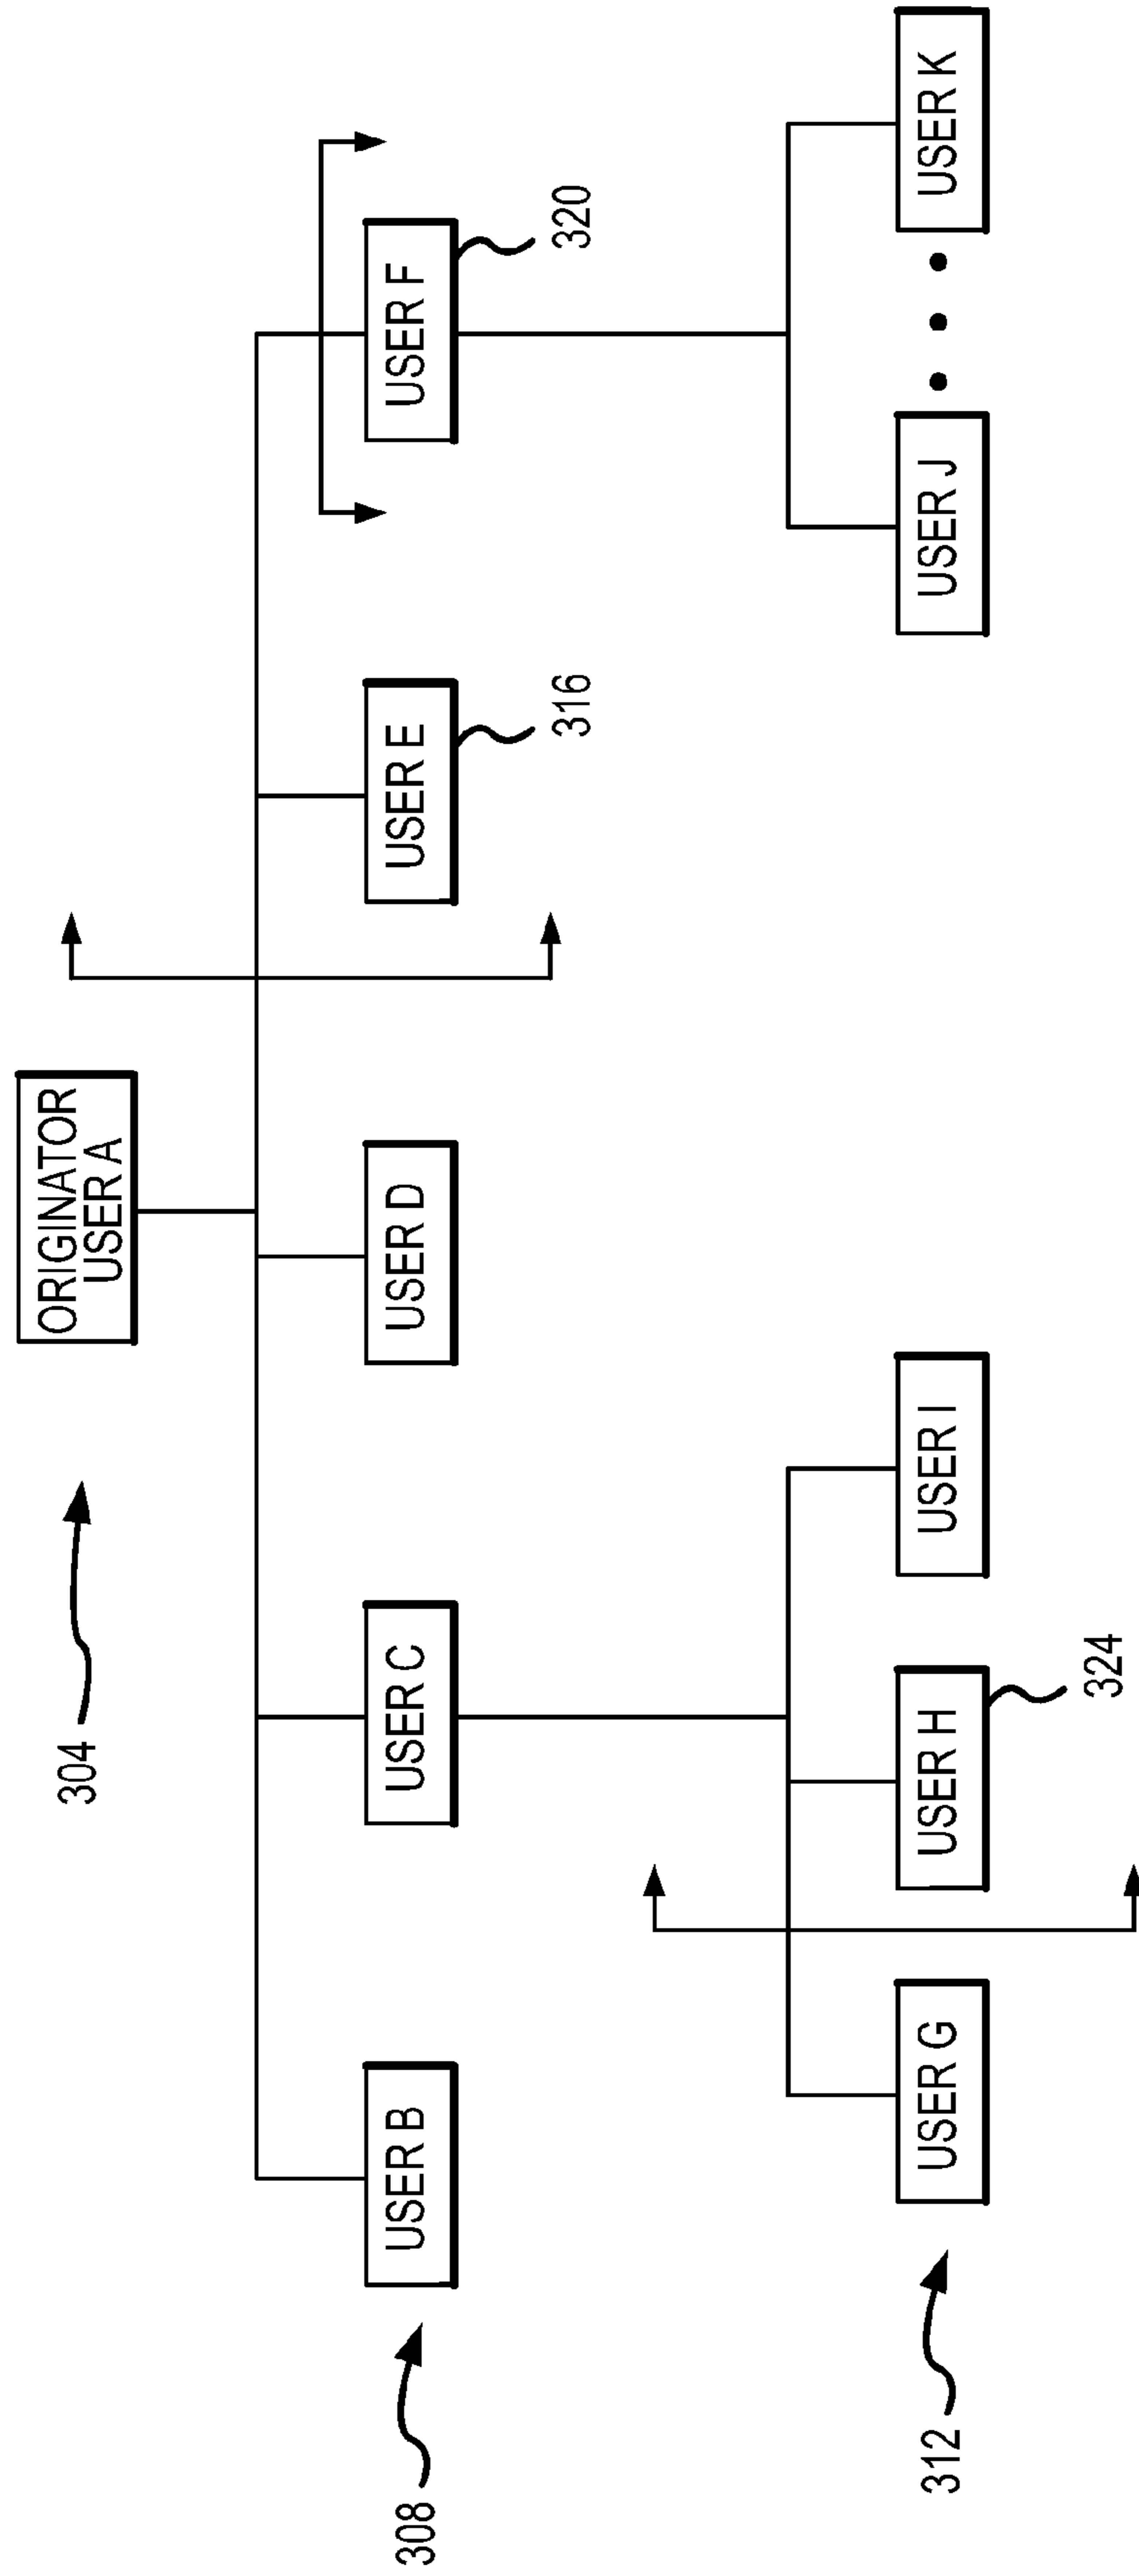 304
ORIGINATOR
USER A
308
USER B
USER C
USER D
USER E
316
USER F
320
312
USER G
USER H
324
USER I
USER J
USER K